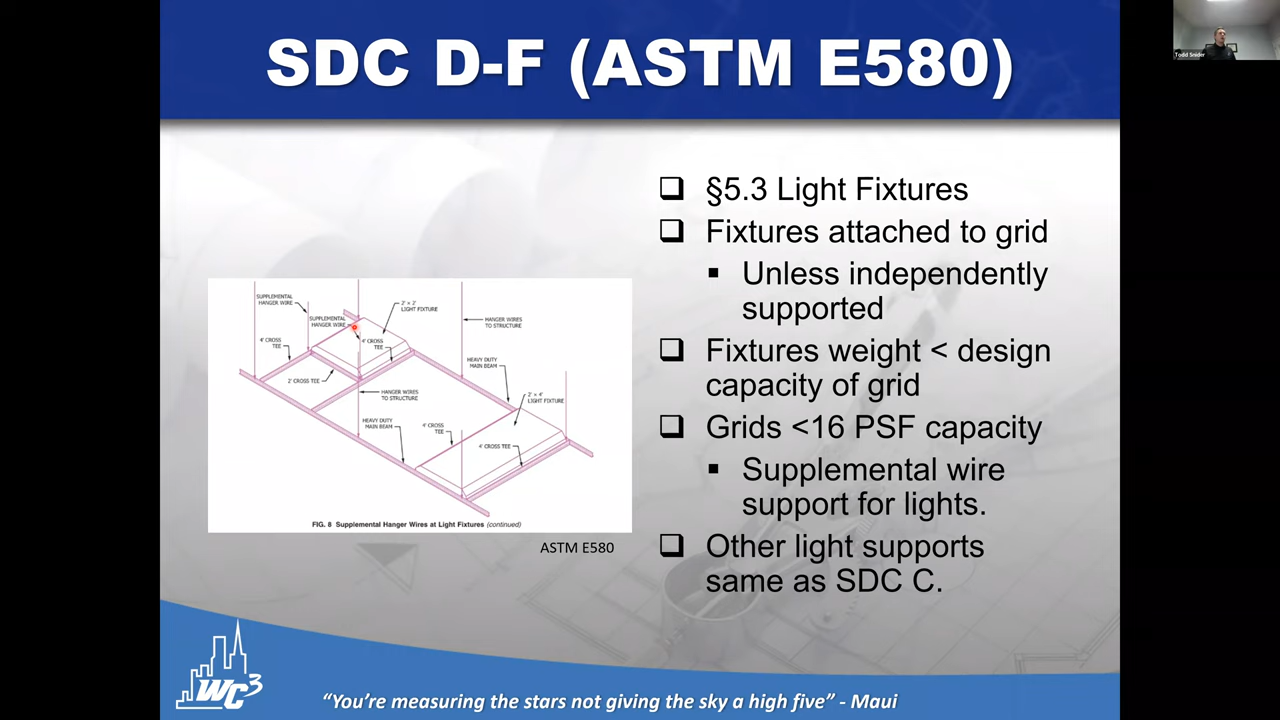 SDC D-F (ASTM E580)
Todd Snider
❑ §5.3 Light Fixtures
❑ Fixtures attached to grid
▪ Unless independently
supported
❑ Fixtures weight < design
capacity of grid
❑ Grids <16 PSF capacity
▪ Supplemental wire
support for lights.
❑ Other light supports
same as SDC C.
SUPPLEMENTAL
HANGER WIRE
2' × 2'
LIGHT FIXTURE
SUPPLEMENTAL
HANGER WIRE
HANGER WIRES
TO STRUCTURE
4' CROSS
TEE
4' CROSS
TEE
2' CROSS TEE
HEAVY DUTY
MAIN BEAM
HANGER WIRES
TO STRUCTURE
2' × 4'
LIGHT FIXTURE
HEAVY DUTY
MAIN BEAM
4' CROSS
TEE
4' CROSS TEE
FIG. 8 Supplemental Hanger Wires at Light Fixtures (continued)
ASTM E580
WC3
“You’re measuring the stars not giving the sky a high five” - Maui